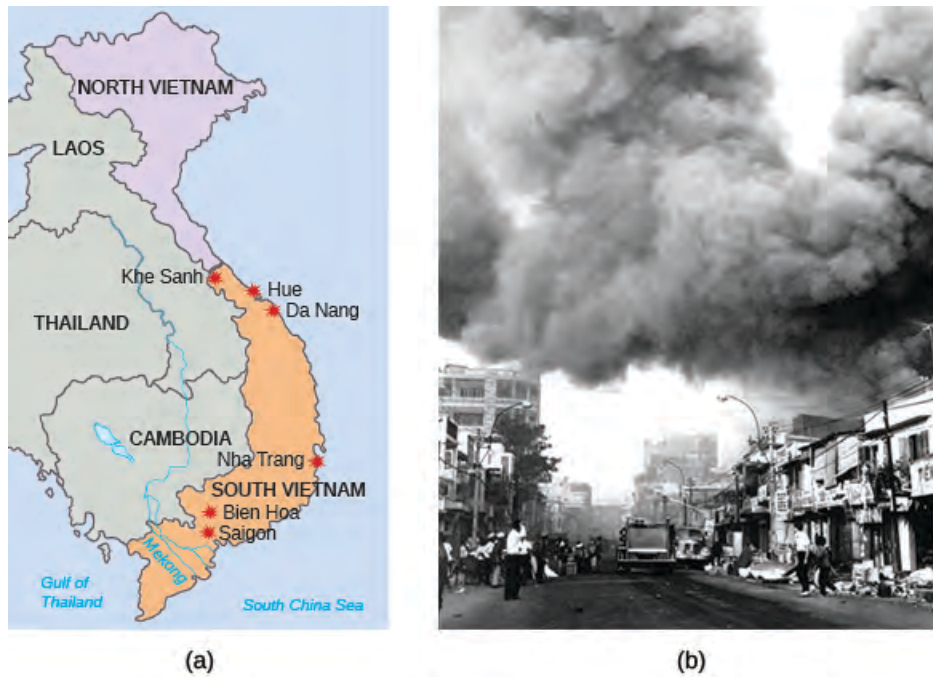 NORTH VIETNAM
LAOS
Khe Sanh
Hue
Da Nang
THAILAND
CAMBODIA
Nha Trang
SOUTH VIETNAM
Bien Hoa
Saigon
Mekong
Gulf of
Thailand
South China Sea
(a)
(b)